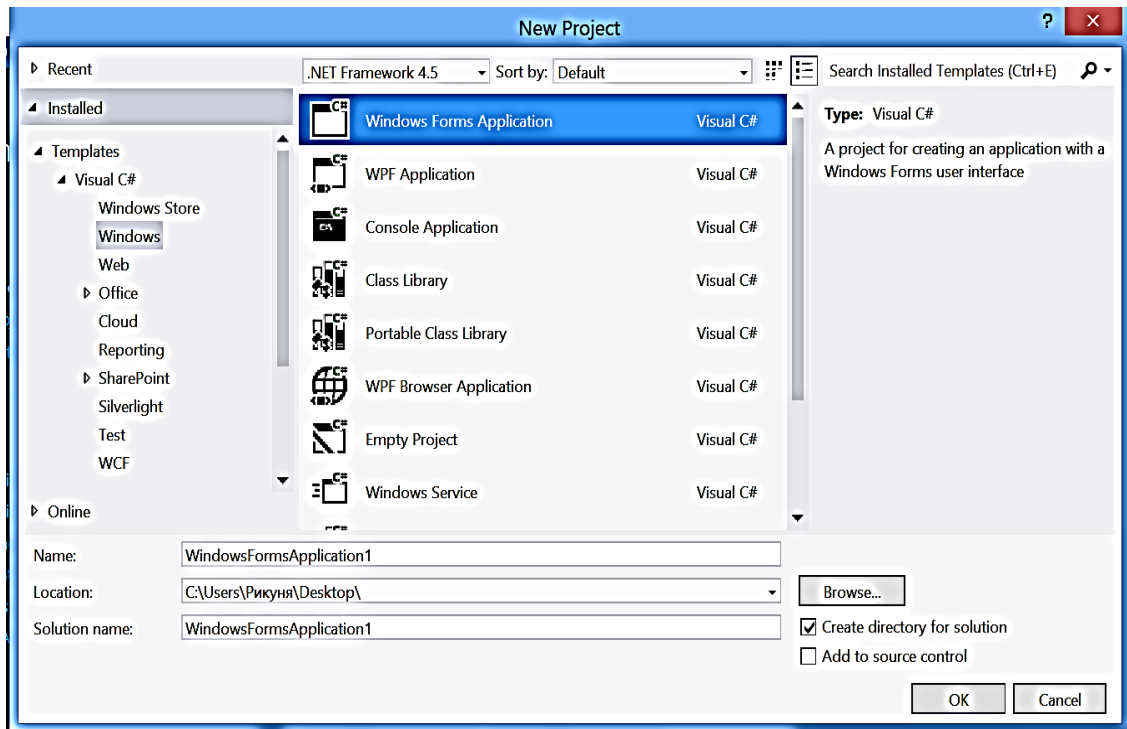 New Project
?
Recent
.NET Framework 4.5
Sort by: Default
Search Installed Templates (Ctrl+E)
Installed
Templates
Visual C#
Windows Store
Windows
Web
Office
Cloud
Reporting
SharePoint
Silverlight
Test
WCF
Online
C# Windows Forms Application Visual C#
C# WPF Application Visual C#
C# Console Application Visual C#
C# Class Library Visual C#
C# Portable Class Library Visual C#
C# WPF Browser Application Visual C#
C# Empty Project Visual C#
C# Windows Service Visual C#
Type: Visual C#
A project for creating an application with a
Windows Forms user interface
Name: WindowsFormsApplication1
Location: C:\Users\Рикуня\Desktop\
Browse...
Solution name: WindowsFormsApplication1
Create directory for solution
Add to source control
OK
Cancel